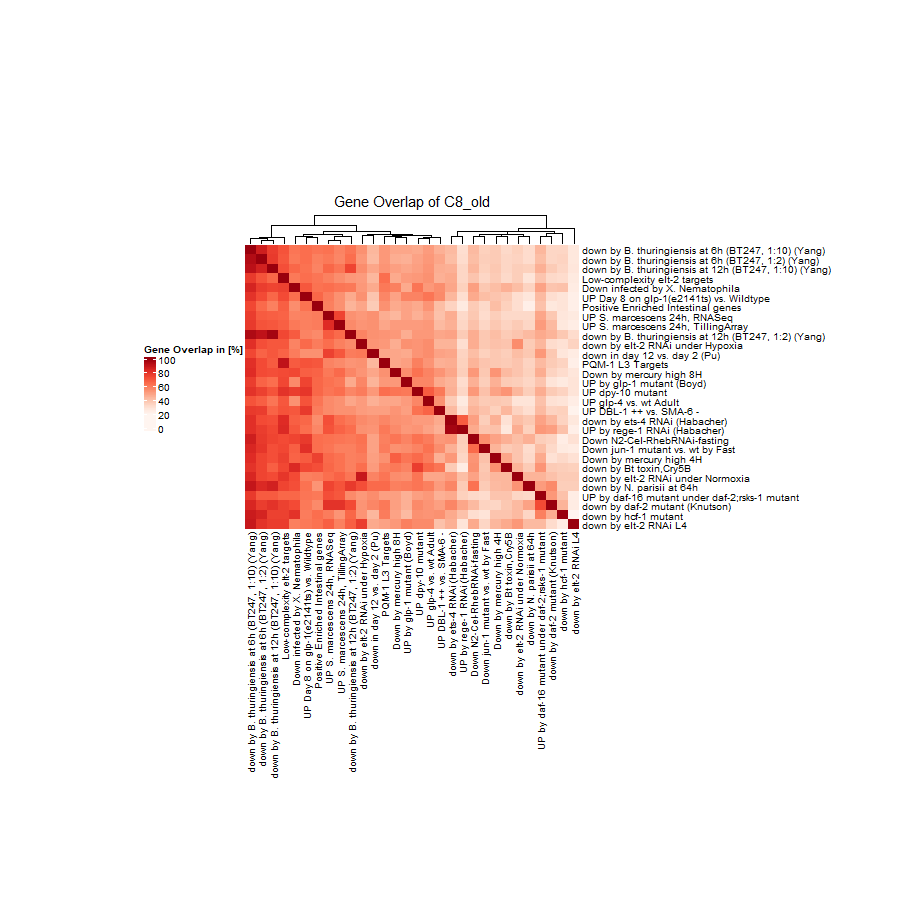 Gene Overlap of C8_old
down by B. thuringiensis at 6h (BT247, 1:10) (Yang)
down by B. thuringiensis at 6h (BT247, 1:2) (Yang)
down by B. thuringiensis at 12h (BT247, 1:10) (Yang)
Low-complexity elt-2 targets
Down infected by X. Nematophila
UP Day 8 on glp-1(e2141ts) vs. Wildtype
Positive Enriched Intestinal genes
UP S. marcescens 24h, RNASeq
UP S. marcescens 24h, TillingArray
down by B. thuringiensis at 12h (BT247, 1:2) (Yang)
down by elt-2 RNAi under Hypoxia
down in day 12 vs. day 2 (Pu)
PQM-1 L3 Targets
Down by mercury high 8H
UP by glp-1 mutant (Boyd)
UP dpy-10 mutant
UP glp-4 vs. wt Adult
UP DBL-1 ++ vs. SMA-6 -
down by ets-4 RNAi (Habacher)
UP by rege-1 RNAi (Habacher)
Down N2-Cel-RhebRNAi-fasting
Down jun-1 mutant vs. wt by Fast
Down by mercury high 4H
down by Bt toxin,Cry5B
down by elt-2 RNAi under Normoxia
down by N. parisii at 64h
UP by daf-16 mutant under daf-2;rsks-1 mutant
down by daf-2 mutant (Knutson)
down by hcf-1 mutant
down by elt-2 RNAi L4
Gene Overlap in [%]
100
80
60
40
20
0
down by B. thuringiensis at 6h (BT247, 1:10) (Yang)
down by B. thuringiensis at 6h (BT247, 1:2) (Yang)
down by B. thuringiensis at 12h (BT247, 1:10) (Yang)
Low-complexity elt-2 targets
Down infected by X. Nematophila
UP Day 8 on glp-1(e2141ts) vs. Wildtype
Positive Enriched Intestinal genes
UP S. marcescens 24h, RNASeq
UP S. marcescens 24h, TillingArray
down by B. thuringiensis at 12h (BT247, 1:2) (Yang)
down by elt-2 RNAi under Hypoxia
down in day 12 vs. day 2 (Pu)
PQM-1 L3 Targets
Down by mercury high 8H
UP by glp-1 mutant (Boyd)
UP dpy-10 mutant
UP glp-4 vs. wt Adult
UP DBL-1 ++ vs. SMA-6 -
down by ets-4 RNAi (Habacher)
UP by rege-1 RNAi (Habacher)
Down N2-Cel-RhebRNAi-fasting
Down jun-1 mutant vs. wt by Fast
Down by mercury high 4H
down by Bt toxin,Cry5B
down by elt-2 RNAi under Normoxia
down by N. parisii at 64h
UP by daf-16 mutant under daf-2;rsks-1 mutant
down by daf-2 mutant (Knutson)
down by hcf-1 mutant
down by elt-2 RNAi L4